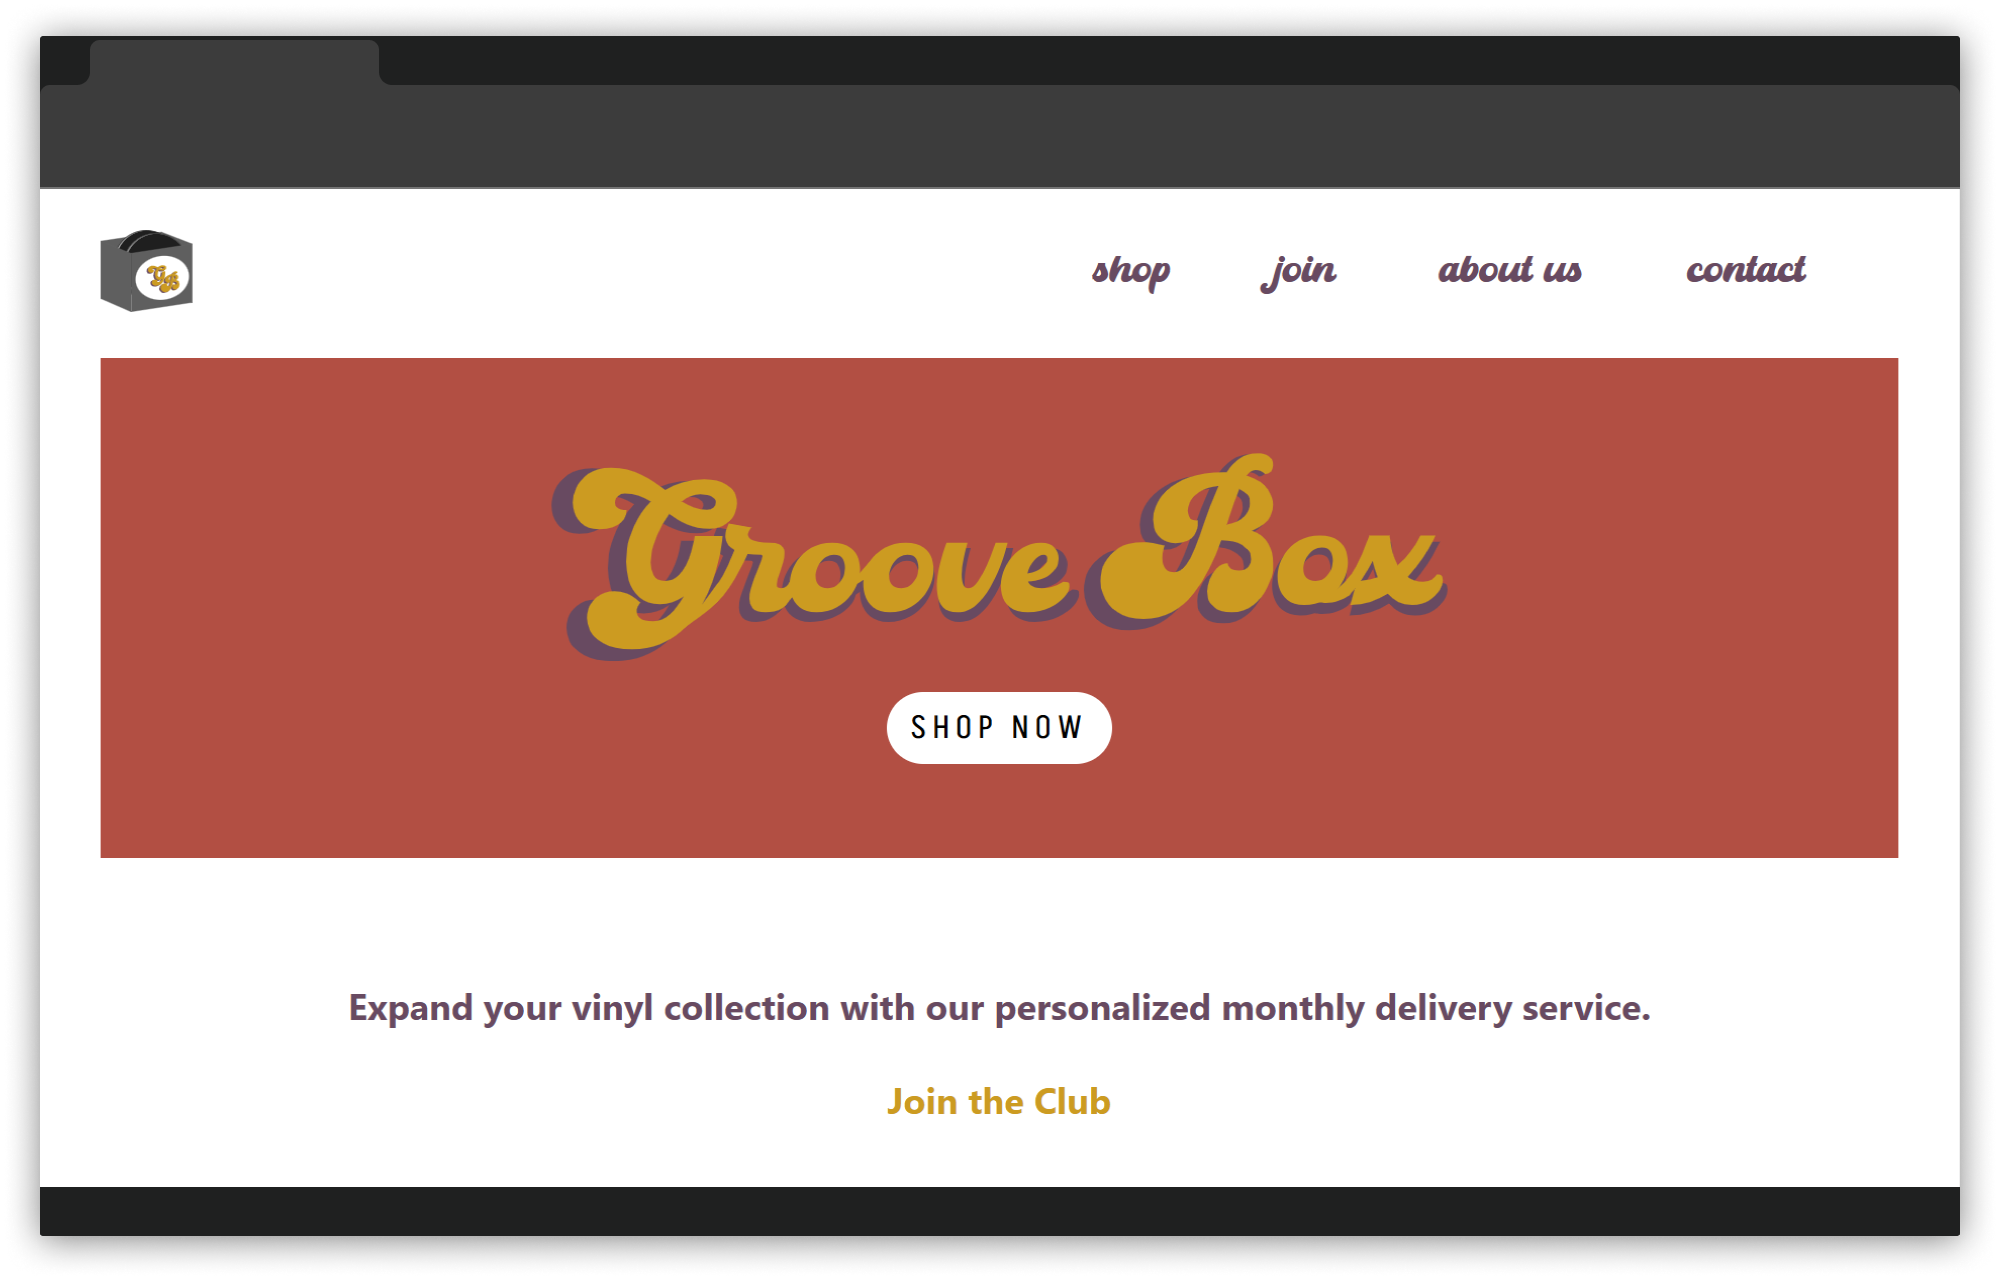 GB
shop join about us contact
Groove Box
SHOP NOW
Expand your vinyl collection with our personalized monthly delivery service.
Join the Club